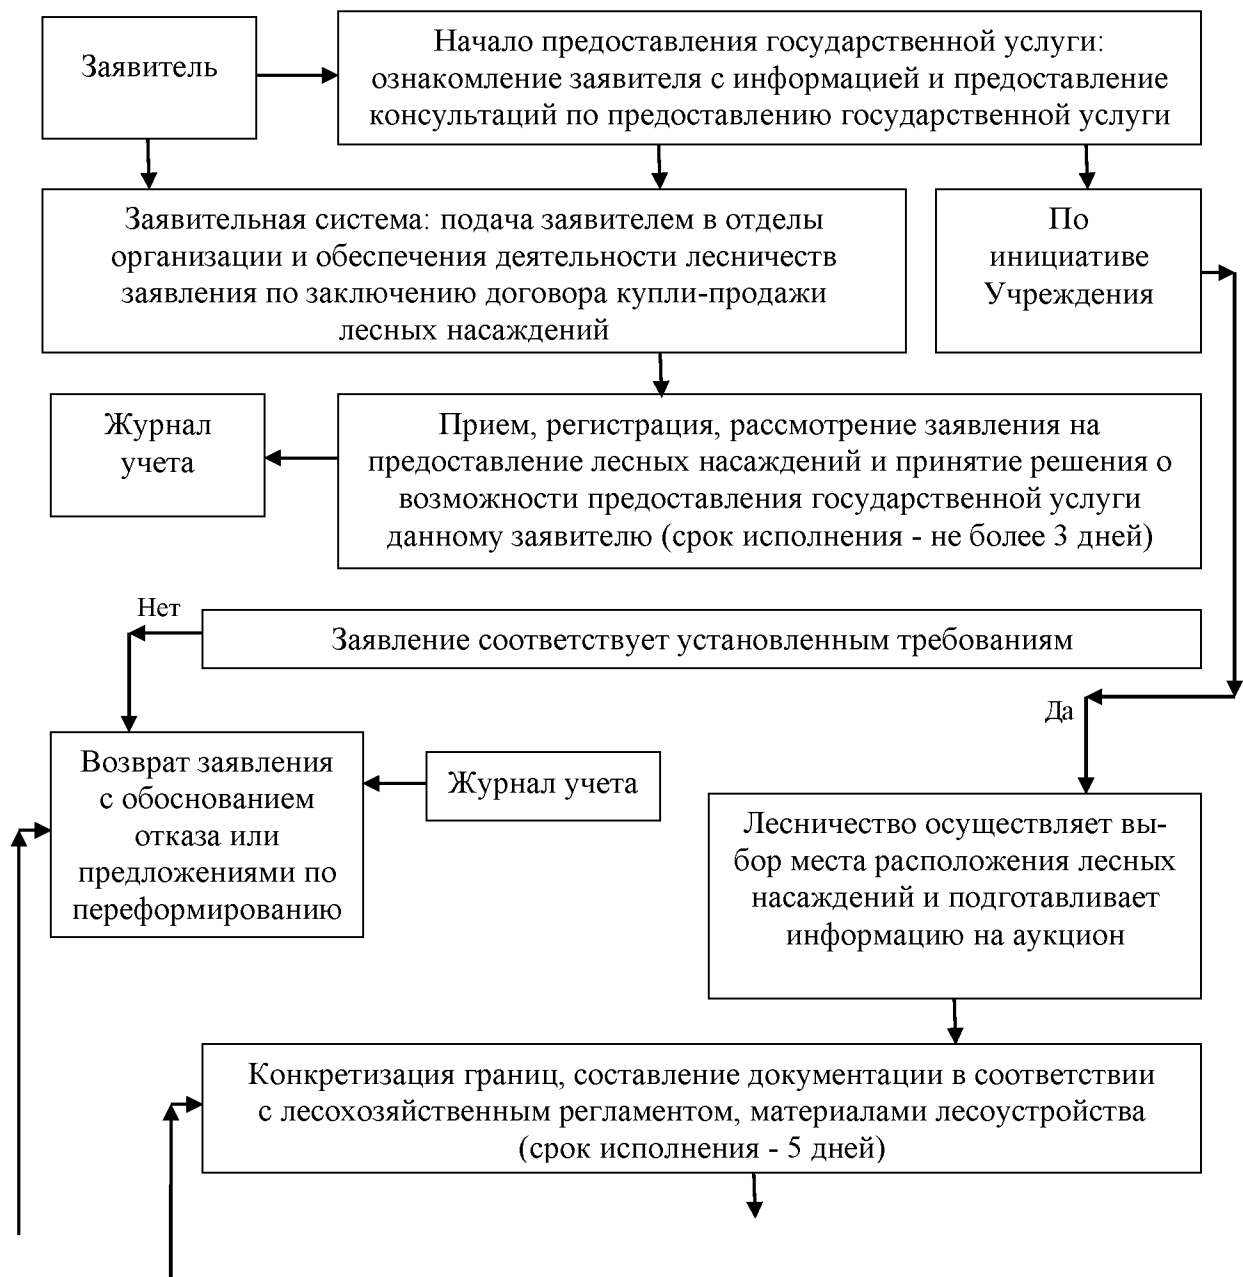 Заявитель
Начало предоставления государственной услуги:
ознакомление заявителя с информацией и предоставление
консультаций по предоставлению государственной услуги
Заявительная система: подача заявителем в отделы
организации и обеспечения деятельности лесничеств
заявления по заключению договора купли-продажи
лесных насаждений
По
инициативе
Учреждения
Журнал
учета
Прием, регистрация, рассмотрение заявления на
предоставление лесных насаждений и принятие решения о
возможности предоставления государственной услуги
данному заявителю (срок исполнения - не более 3 дней)
Нет
Заявление соответствует установленным требованиям
Да
Возврат заявления
с обоснованием
отказа или
предложениями по
переформированию
Журнал учета
Лесничество осуществляет вы-
бор места расположения лесных
насаждений и подготавливает
информацию на аукцион
Конкретизация границ, составление документации в соответствии
с лесохозяйственным регламентом, материалами лесоустройства
(срок исполнения - 5 дней)